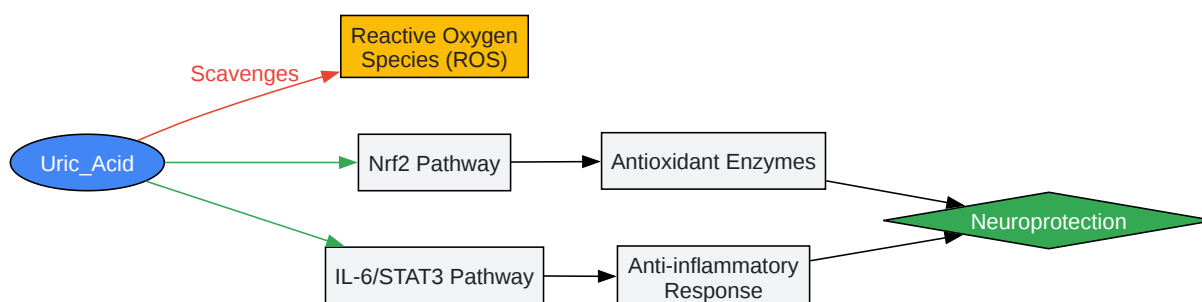 Reactive Oxygen
Species (ROS)
Scavenges
Uric_Acid
Nrf2 Pathway
Antioxidant Enzymes
Neuroprotection
IL-6/STAT3 Pathway
Anti-inflammatory
Response